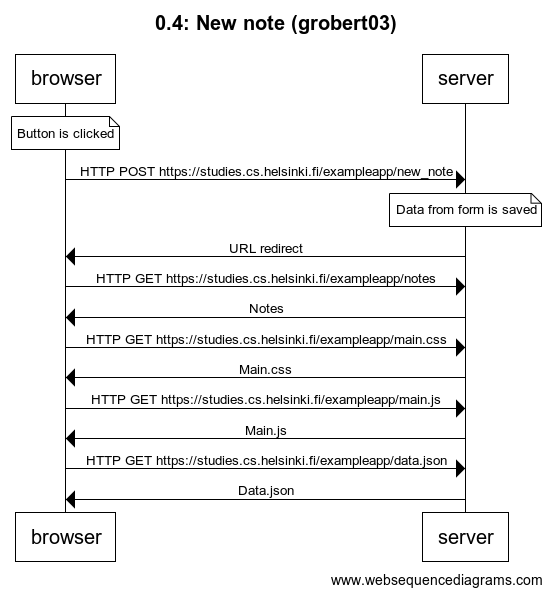 0.4: New note (grobert03)
browser server
Button is clicked
HTTP POST https://studies.cs.helsinki.fi/exampleapp/new_note
Data from form is saved
URL redirect
HTTP GET https://studies.cs.helsinki.fi/exampleapp/notes
Notes
HTTP GET https://studies.cs.helsinki.fi/exampleapp/main.css
Main.css
HTTP GET https://studies.cs.helsinki.fi/exampleapp/main.js
Main.js
HTTP GET https://studies.cs.helsinki.fi/exampleapp/data.json
Data.json
browser server
www.websequencediagrams.com